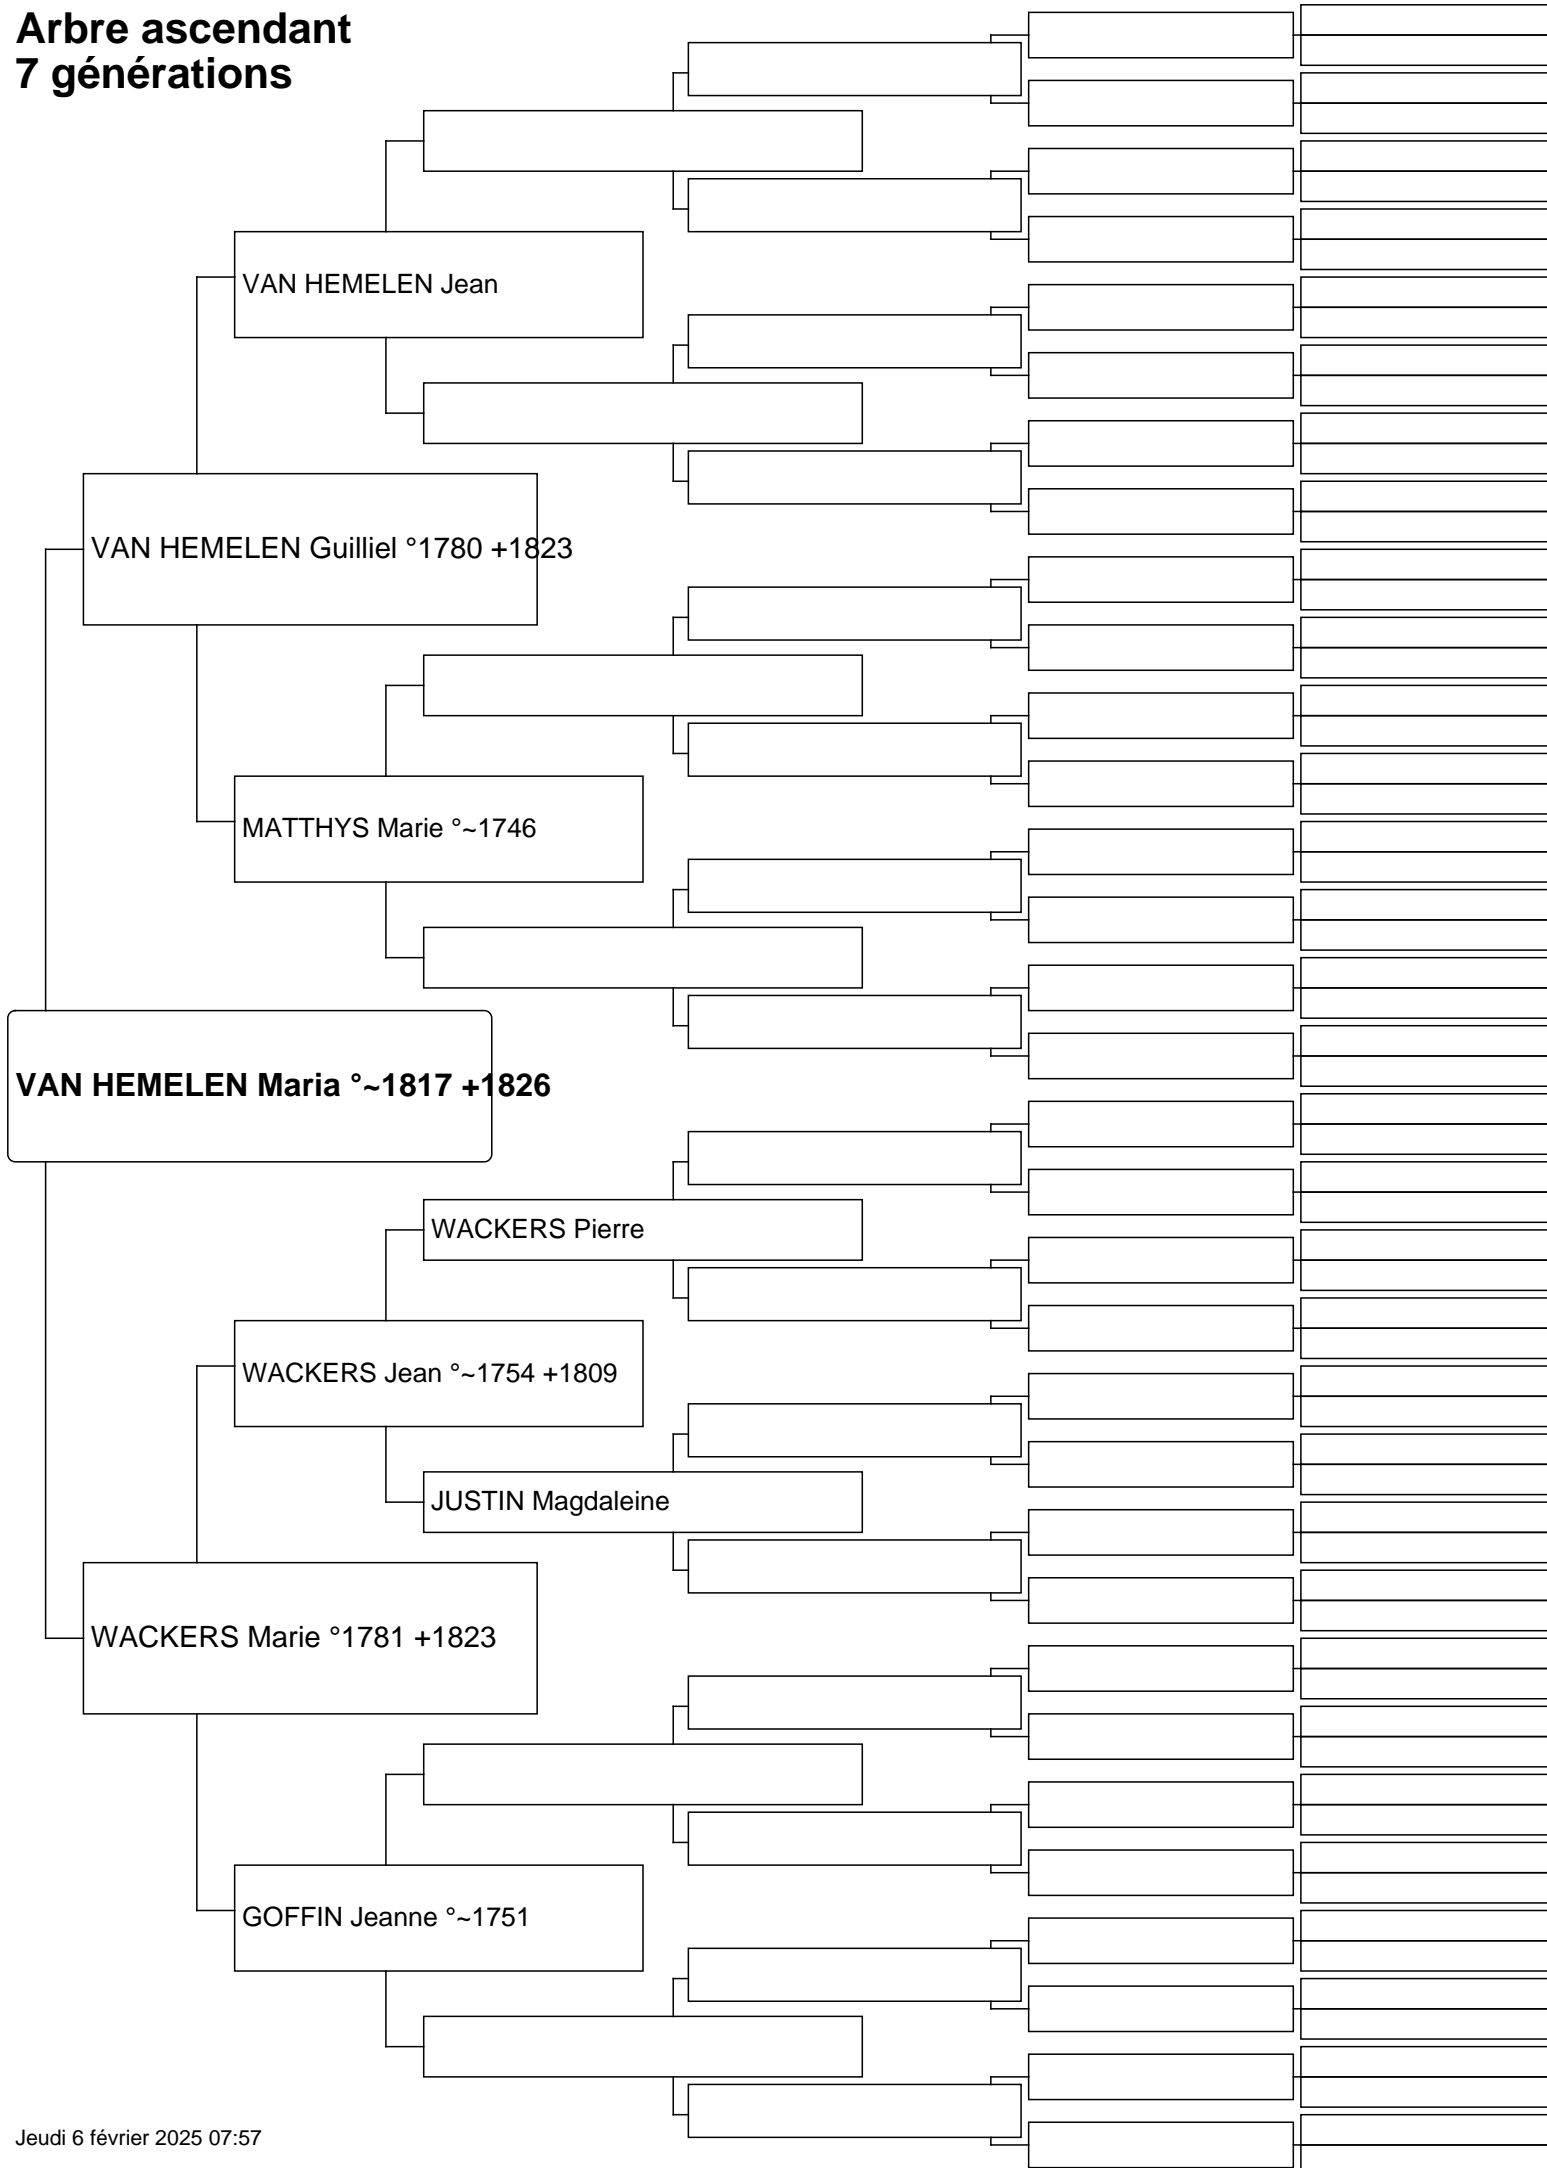 Arbre ascendant
7 générations
VAN HEMELEN Jean
VAN HEMELEN Guilliel °1780 +1823
MATTHYS Marie °~1746
VAN HEMELEN Maria °~1817 +1826
WACKERS Pierre
WACKERS Jean °~1754 +1809
JUSTIN Magdaleine
WACKERS Marie °1781 +1823
GOFFIN Jeanne °~1751
Jeudi 6 février 2025 07:57